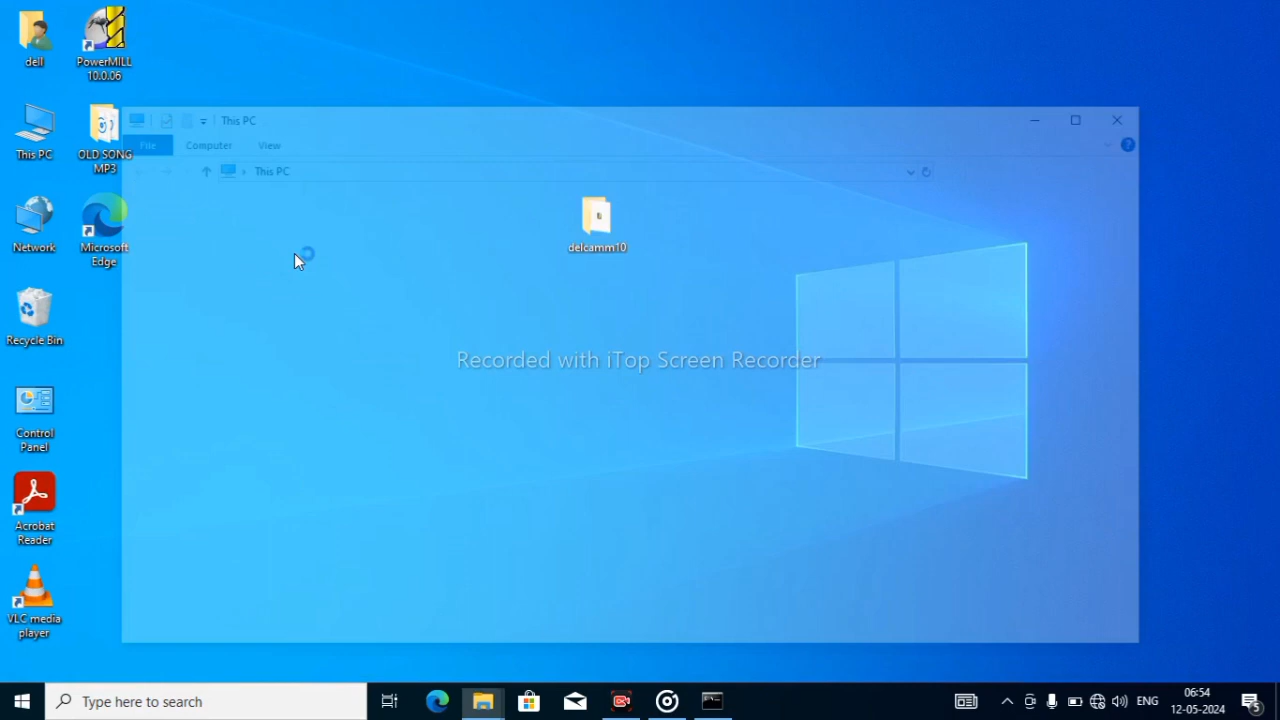 dell
PowerMILL
10.0.06
This PC
File
Computer
View
This PC
This PC
OLD SONG
MP3
Network
Microsoft
Edge
delcamm10
Recycle Bin
Recorded with iTop Screen Recorder
Control
Panel
Acrobat
Reader
VLC media
player
Type here to search
ENG
06:54
12-05-2024
5